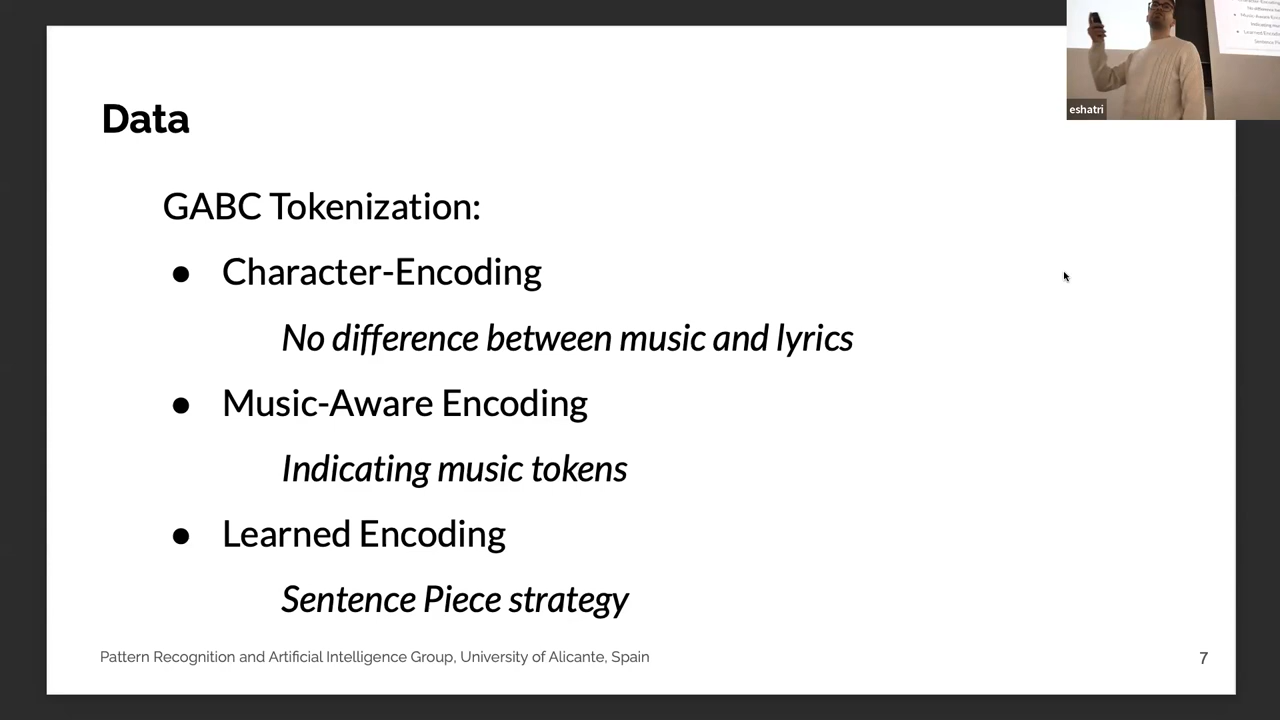 Data
GABC Tokenization:
● Character-Encoding
No difference between music and lyrics
● Music-Aware Encoding
Indicating music tokens
● Learned Encoding
Sentence Piece strategy
Pattern Recognition and Artificial Intelligence Group, University of Alicante, Spain
7
eshatri